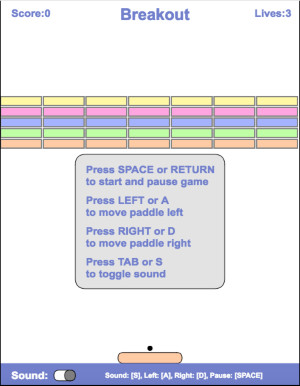 Score:0 Breakout Lives:3
Press SPACE or RETURN
to start and pause game
Press LEFT or A
to move paddle left
Press RIGHT or D
to move paddle right
Press TAB or S
to toggle sound
Sound: Sound: [S], Left: [A], Right: [D], Pause: [SPACE]